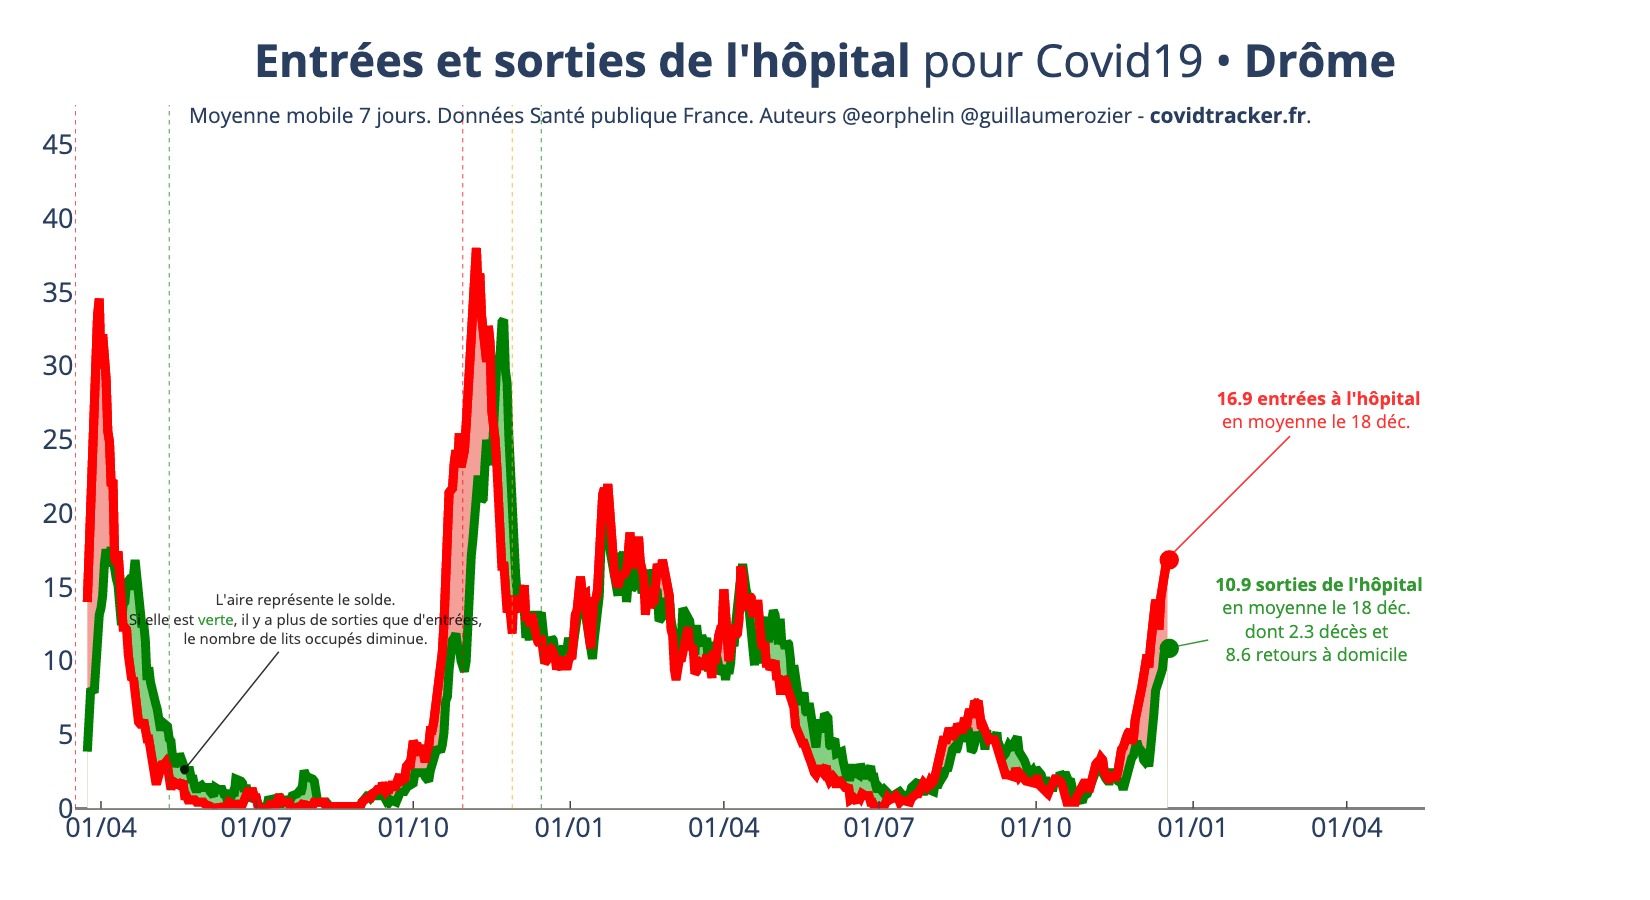 Entrées et sorties de l'hôpital pour Covid19 • Drôme
Moyenne mobile 7 jours. Données Santé publique France. Auteurs @eorphelin @guillaumerozier - covidtracker.fr.
45
40
35
30
25
20
15
10
5
0
16.9 entrées à l'hôpital
en moyenne le 18 déc.
10.9 sorties de l'hôpital
en moyenne le 18 déc.
dont 2.3 décès et
8.6 retours à domicile
L'aire représente le solde.
Si elle est verte, il y a plus de sorties que d'entrées,
le nombre de lits occupés diminue.
01/04 01/07 01/10 01/01 01/04 01/07 01/10 01/01 01/04